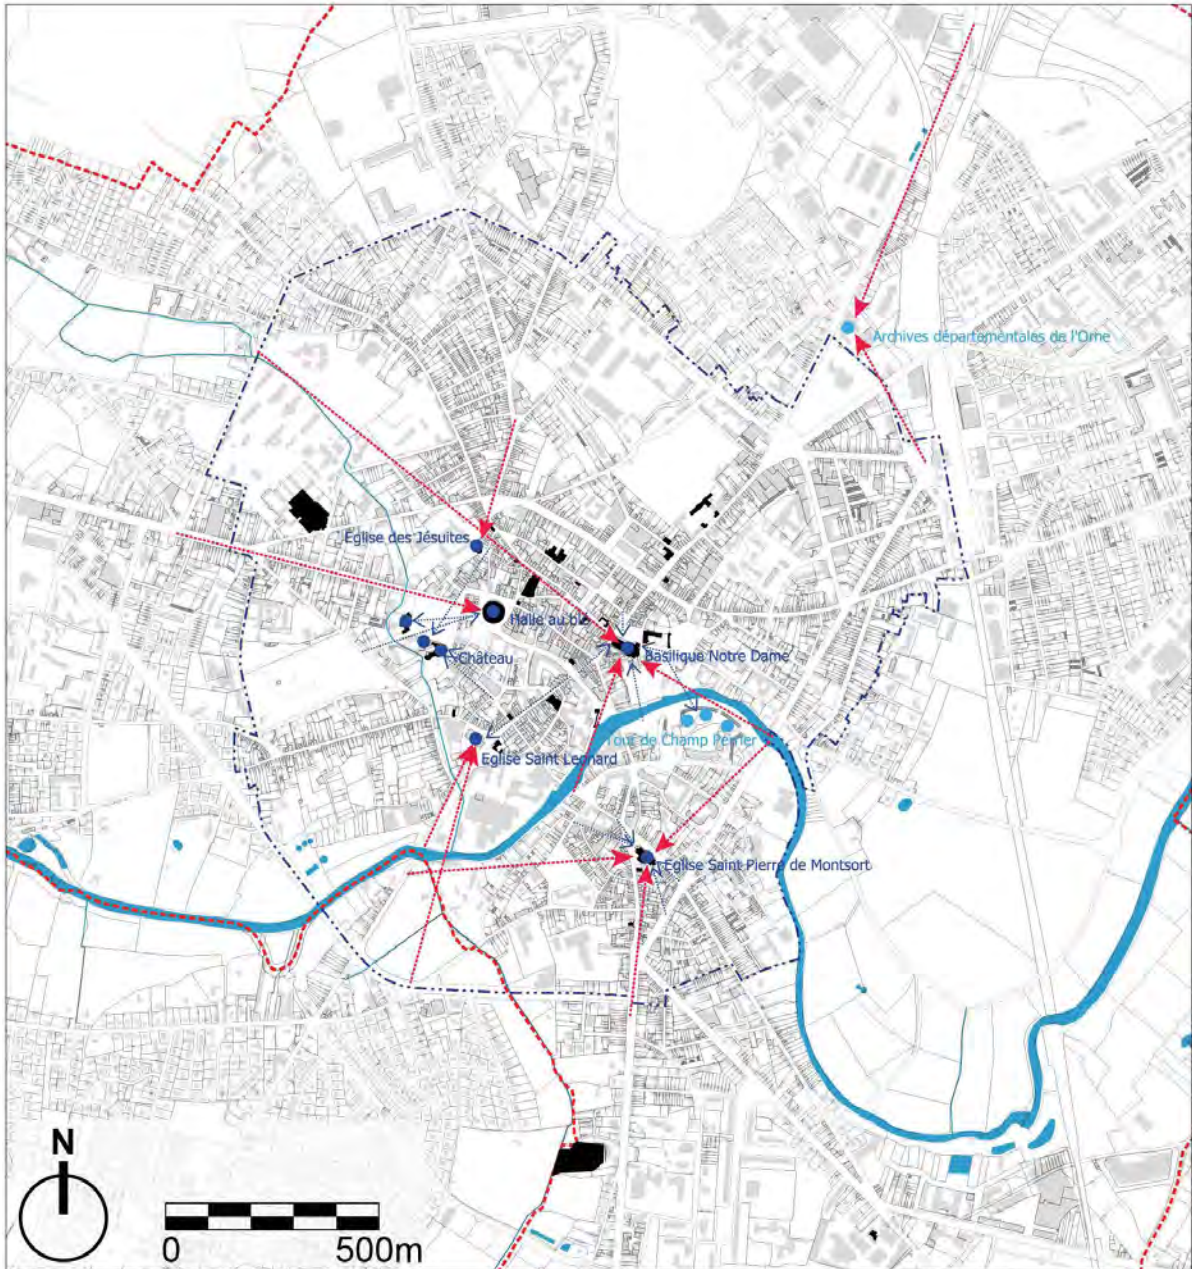 Archives départementales de l'Orne
Eglise des Jésuites
Halle au blé
Château
Basilique Notre Dame
Tour de Champ Perrier
Eglise Saint Leonard
Eglise Saint Pierre de Montsort
N
0 500m